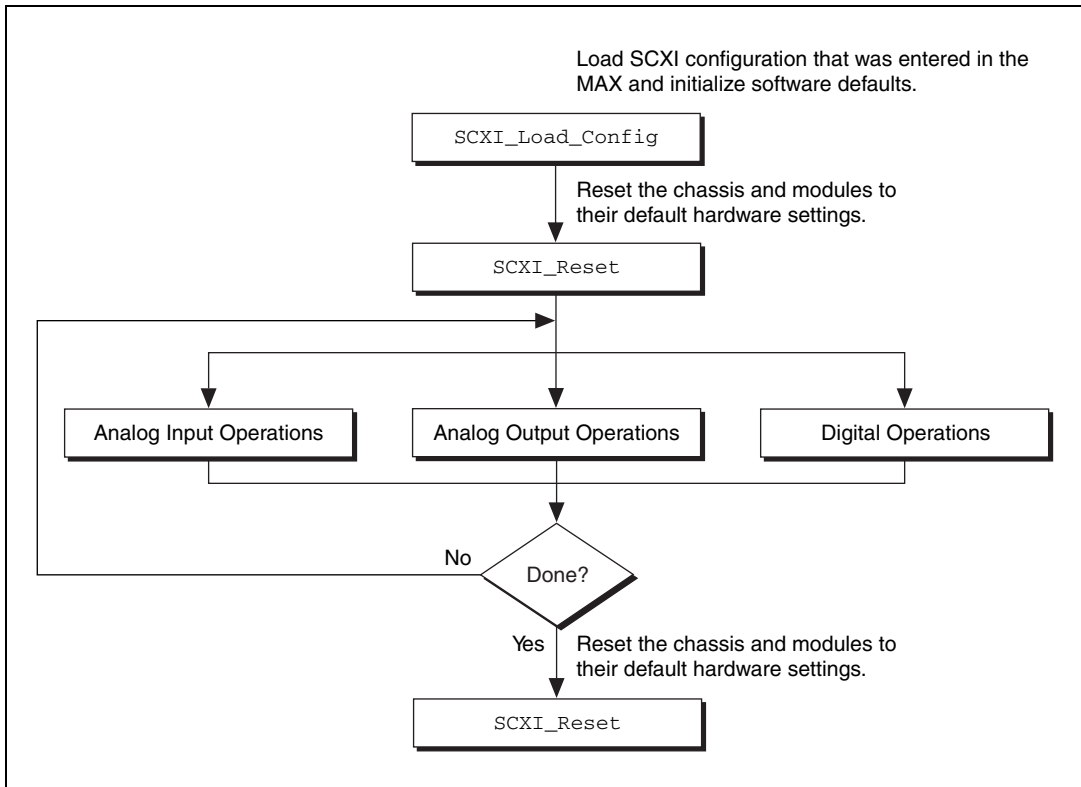 Load SCXI configuration that was entered in the
MAX and initialize software defaults.
SCXI_Load_Config
Reset the chassis and modules to
their default hardware settings.
SCXI_Reset
Analog Input Operations
Analog Output Operations
Digital Operations
No
Done?
Yes
Reset the chassis and modules to
their default hardware settings.
SCXI_Reset